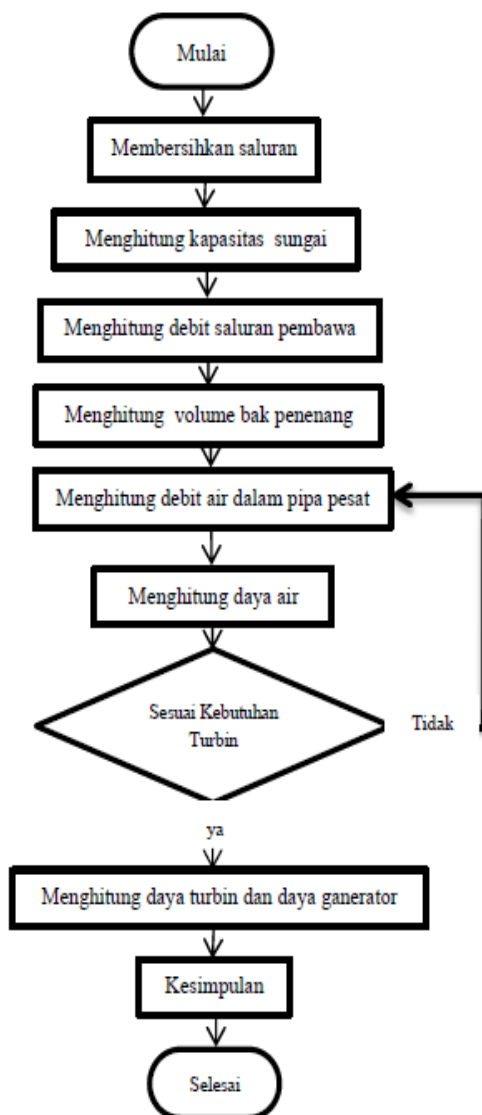 Mulai
Membersihkan saluran
Menghitung kapasitas sungai
Menghitung debit saluran pembawa
Menghitung volume bak penenang
Menghitung debit air dalam pipa pesat
Menghitung daya air
Sesuai Kebutuhan
Turbin
Tidak
ya
Menghitung daya turbin dan daya ganerator
Kesimpulan
Selesai